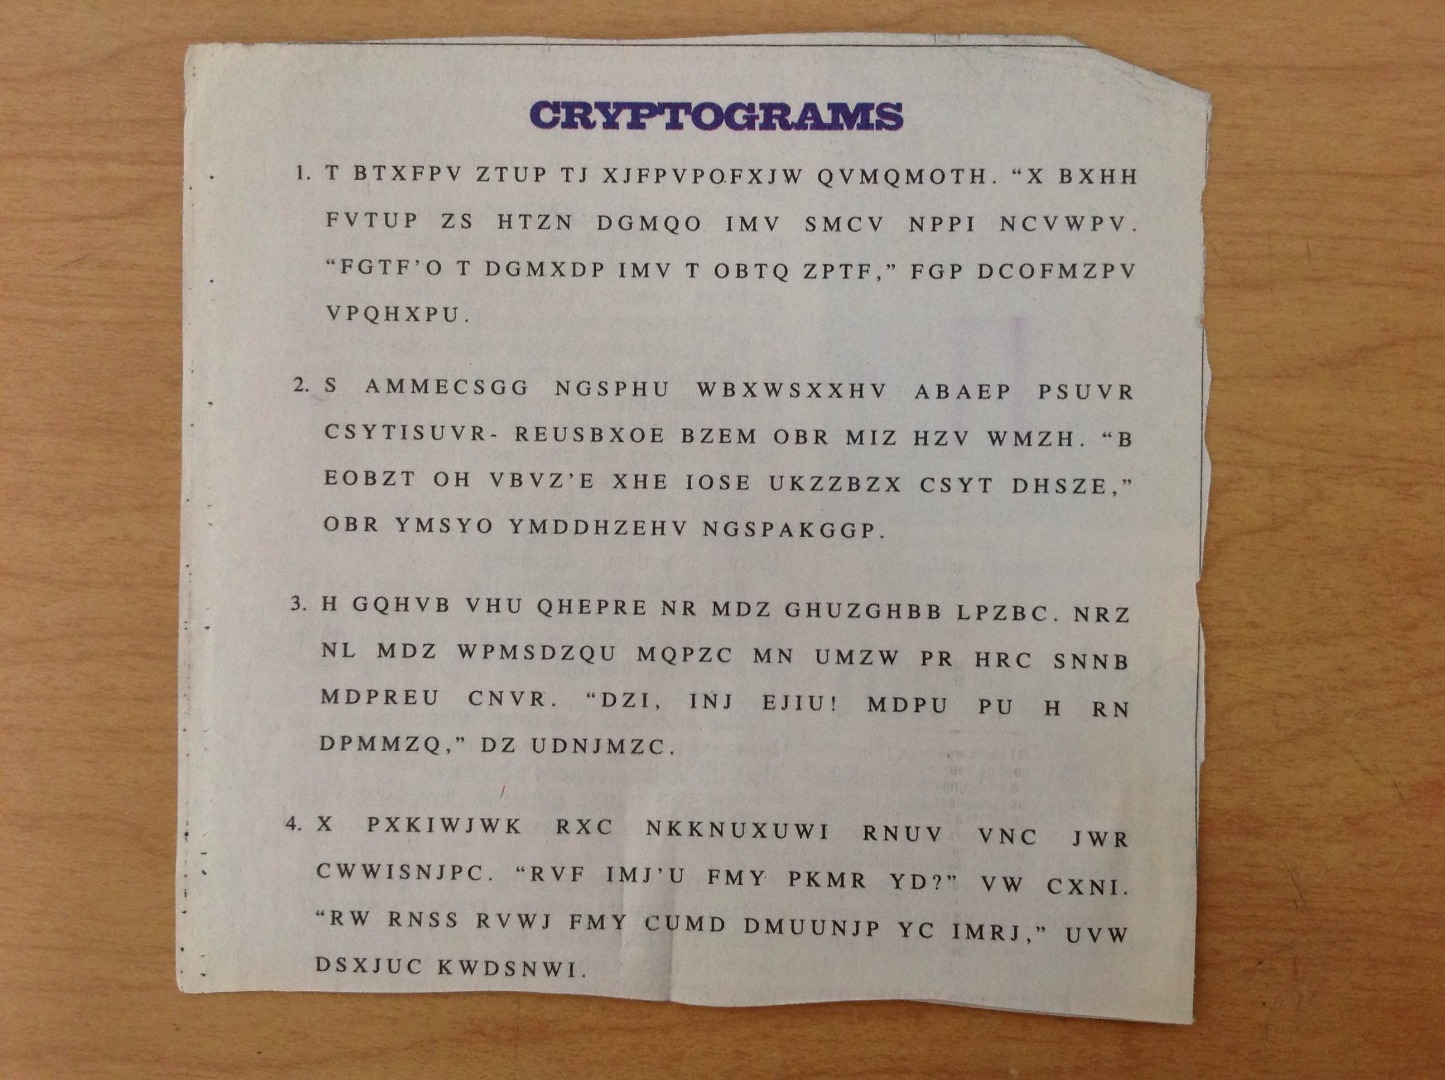 CRYPTOGRAMS
1. T BTXFPV ZTUP TJ XJFPVPOFXJW QVMQMOTH. “X BXHH
FVTUP ZS HTZN DGMQO IMV SMCV NPPI NCVWPV.
“FGTF’O T DGMXDP IMV T OBTQ ZPTF,” FGP DCOFMZPV
VPQHXPU.
2. S AMMECSGG NGSPHU WBXWSXXHV ABAEP PSUVR
CSYTISUVR- REUSBXOE BZEM OBR MIZ HZV WMZH. “B
EOBZT OH VBVZ’E XHE IOSE UKZZBZX CSYT DHSZE,”
OBR YMSYO YMDDHZEHV NGSPAKGGP.
3. H GQHVB VHU QHEPRE NR MDZ GHUZGHBB LPZBC. NRZ
NL MDZ WPMSDZQU MQPZC MN UMZW PR HRC SNNB
MDPREU CNVR. “DZI, INJ EJIU! MDPU PU H RN
DPMMZQ,” DZ UDNJMZC.
4. X PXKIWJWK RXC NKKNUXUWI RNUV VNC JWR
CWWISNJPC. “RVF IMJ’U FMY PKMR YD?” VW CXNI.
“RW RNSS RVWJ FMY CUMD DMUUNJP YC IMRJ,” UVW
DSXJUC KWDSNWI.